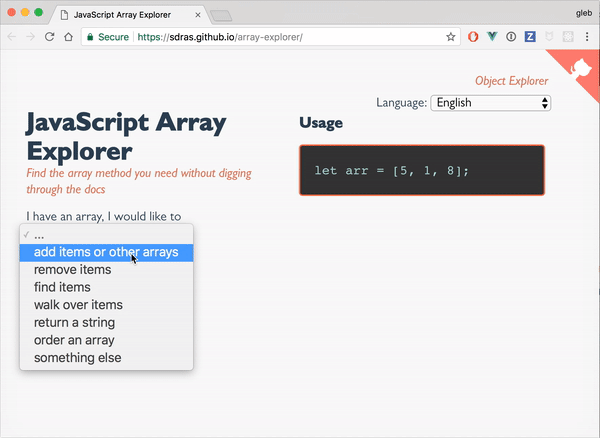 JavaScript Array Explorer
gleb
Secure
https://sdras.github.io/array-explorer/
Object Explorer
Language: English
JavaScript Array
Explorer
Find the array method you need without digging
through the docs
I have an array, I would like to
✓ ...
add items or other arrays
remove items
find items
walk over items
return a string
order an array
something else
Usage
let arr = [5, 1, 8];